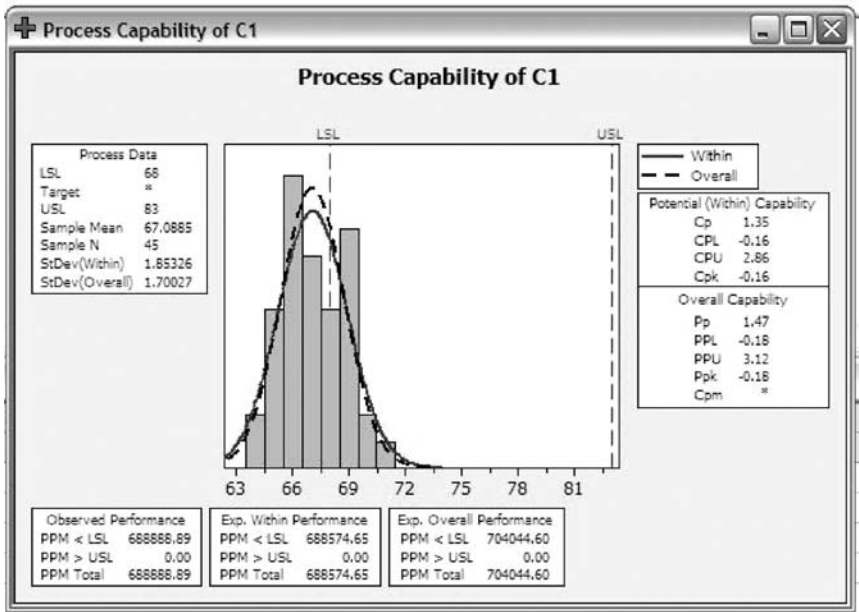 Process Capability of C1
Process Capability of C1
LSL
USL
Process Data
LSL 68
Target *
USL 83
Sample Mean 67.0885
Sample N 45
StDev(Within) 1.85326
StDev(Overall) 1.70027
Within
Overall
Potential (Within) Capability
Cp 1.35
CPL -0.16
CPU 2.86
Cpk -0.16
Overall Capability
Pp 1.47
PPL -0.18
PPU 3.12
Ppk -0.18
Cpm *
63 66 69 72 75 78 81
Observed Performance
PPM < LSL 688888.89
PPM > USL 0.00
PPM Total 688888.89
Exp. Within Performance
PPM < LSL 688574.65
PPM > USL 0.00
PPM Total 688574.65
Exp. Overall Performance
PPM < LSL 704044.60
PPM > USL 0.00
PPM Total 704044.60